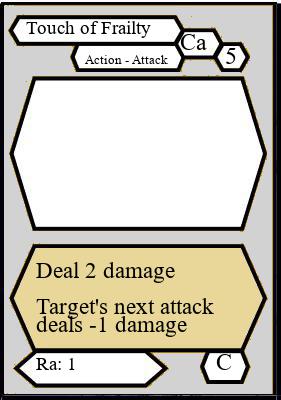 Touch of Frailty
Ca
Action - Attack
5
Deal 2 damage
Target's next attack
deals -1 damage
Ra: 1
C